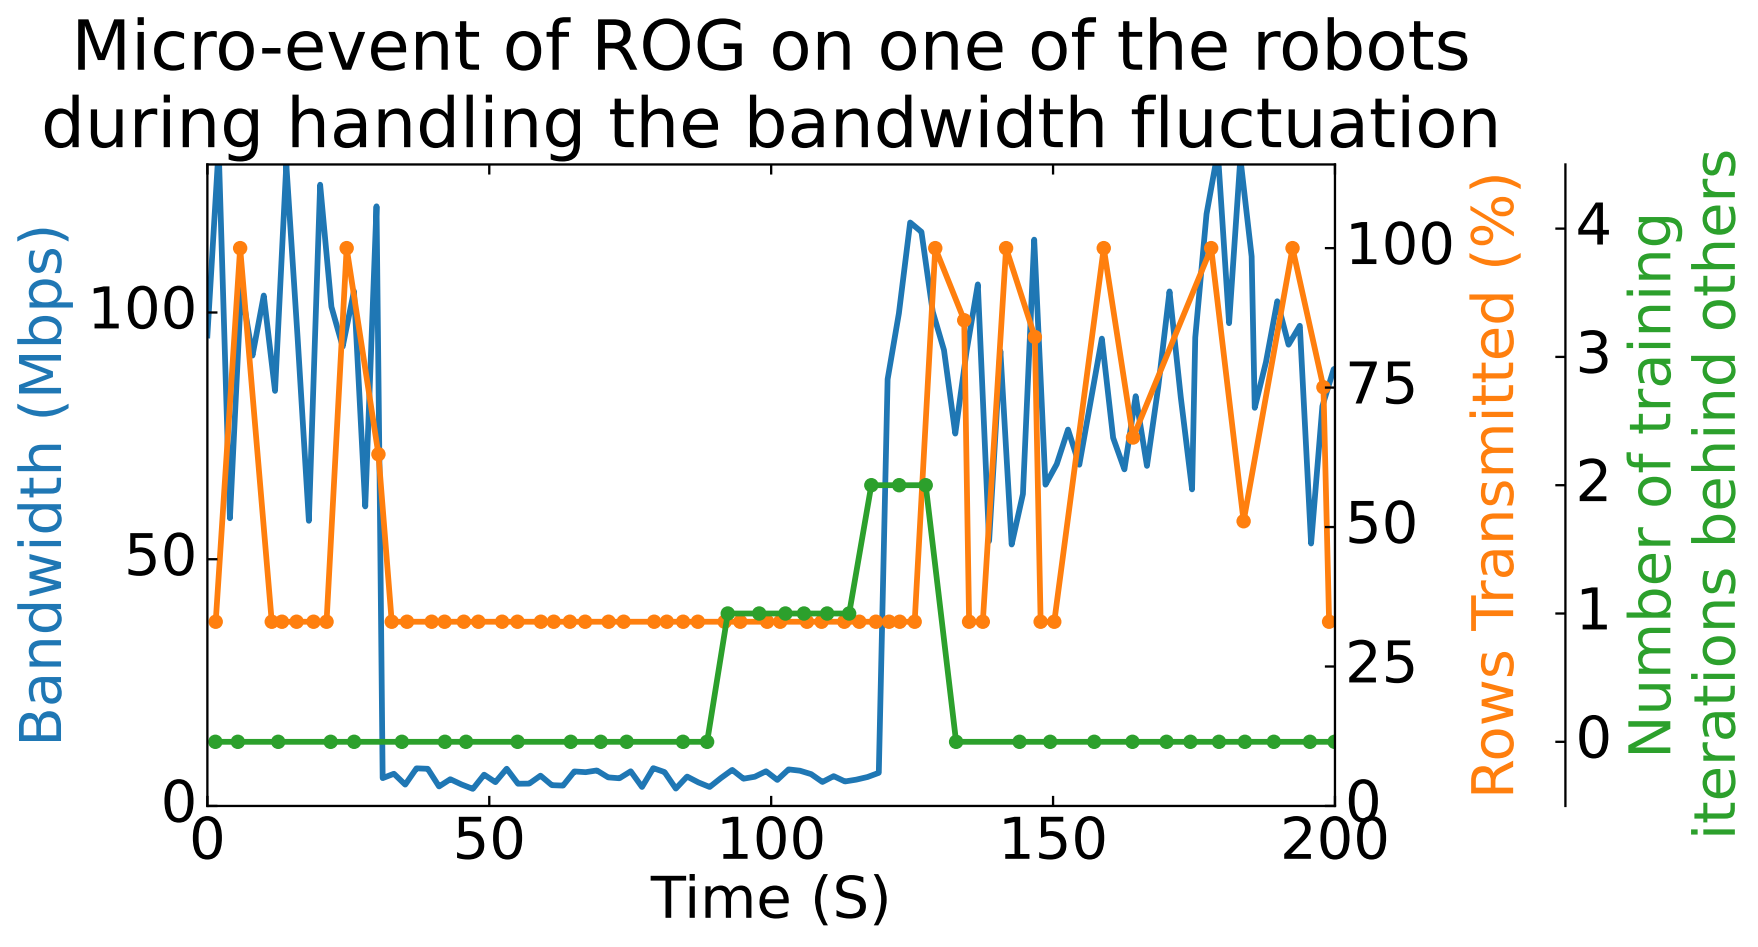 Micro-event of ROG on one of the robots
during handling the bandwidth fluctuation
Bandwidth (Mbps)
100
50
0
0
50
100
150
200
Time (S)
100
75
50
25
0
Rows Transmitted (%)
4
3
2
1
0
Number of training
iterations behind others